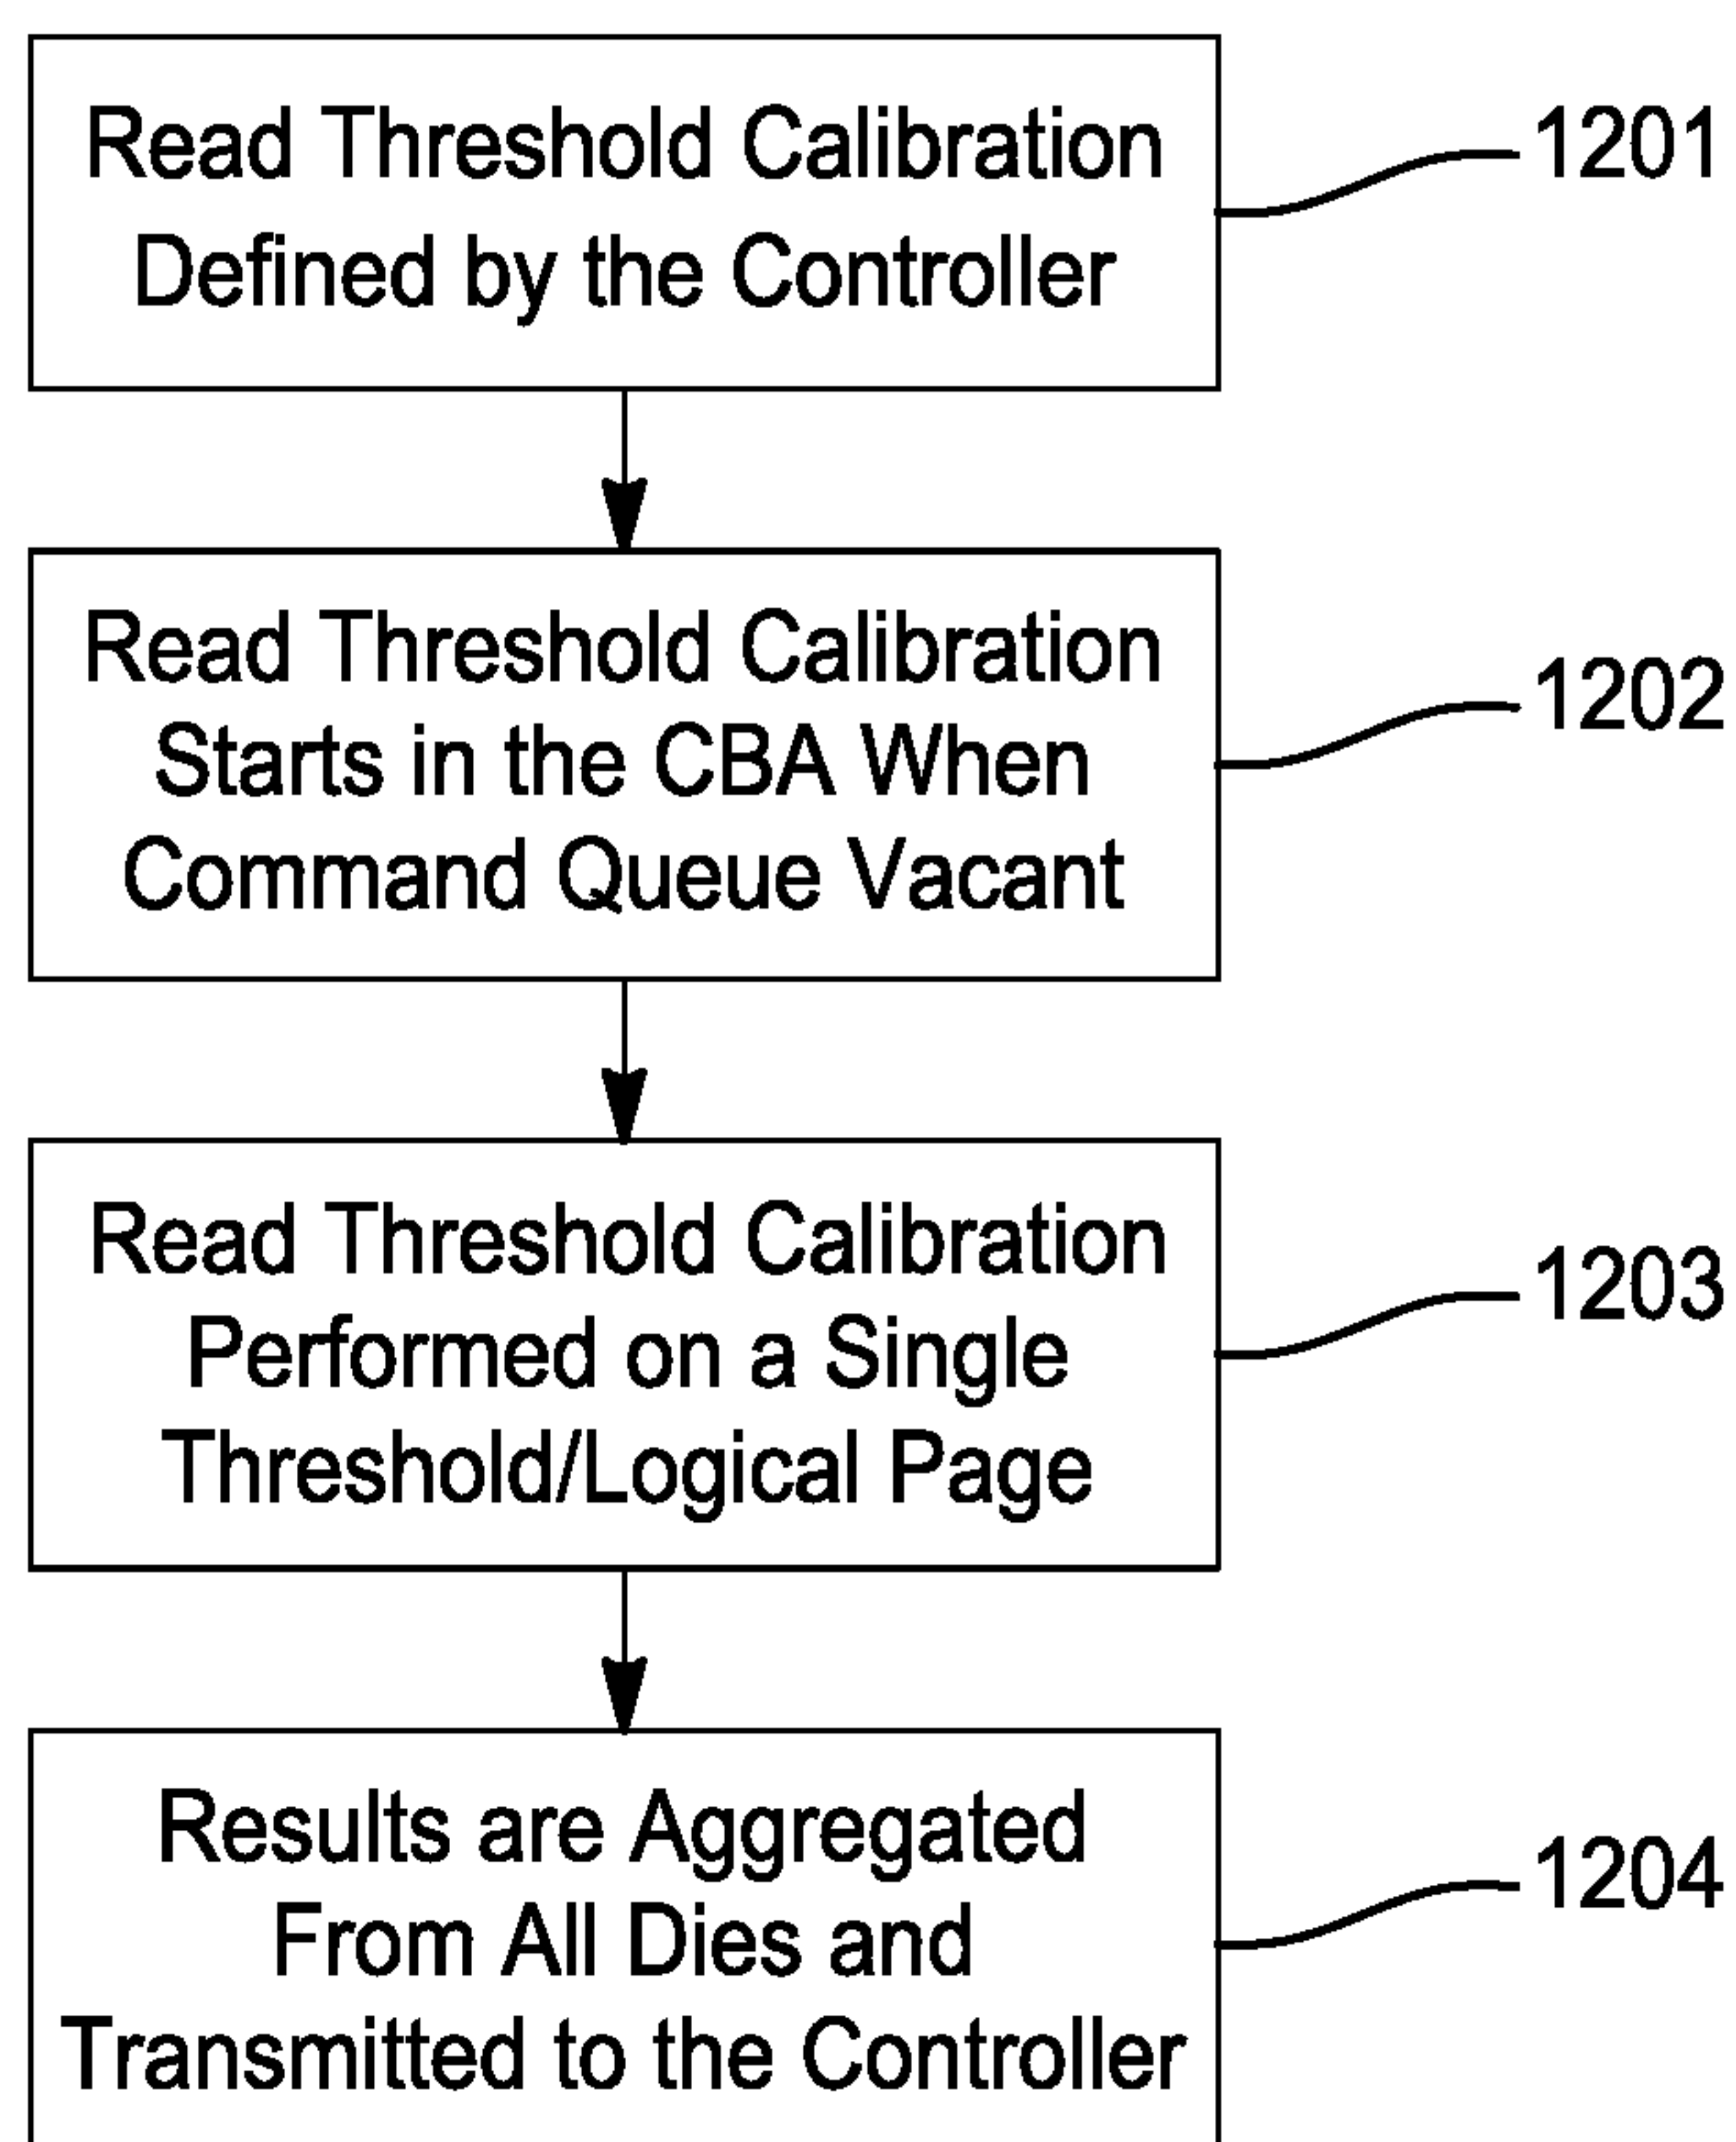 Read Threshold Calibration
Defined by the Controller
1201
Read Threshold Calibration
Starts in the CBA When
Command Queue Vacant
1202
Read Threshold Calibration
Performed on a Single
Threshold/Logical Page
1203
Results are Aggregated
From All Dies and
Transmitted to the Controller
1204